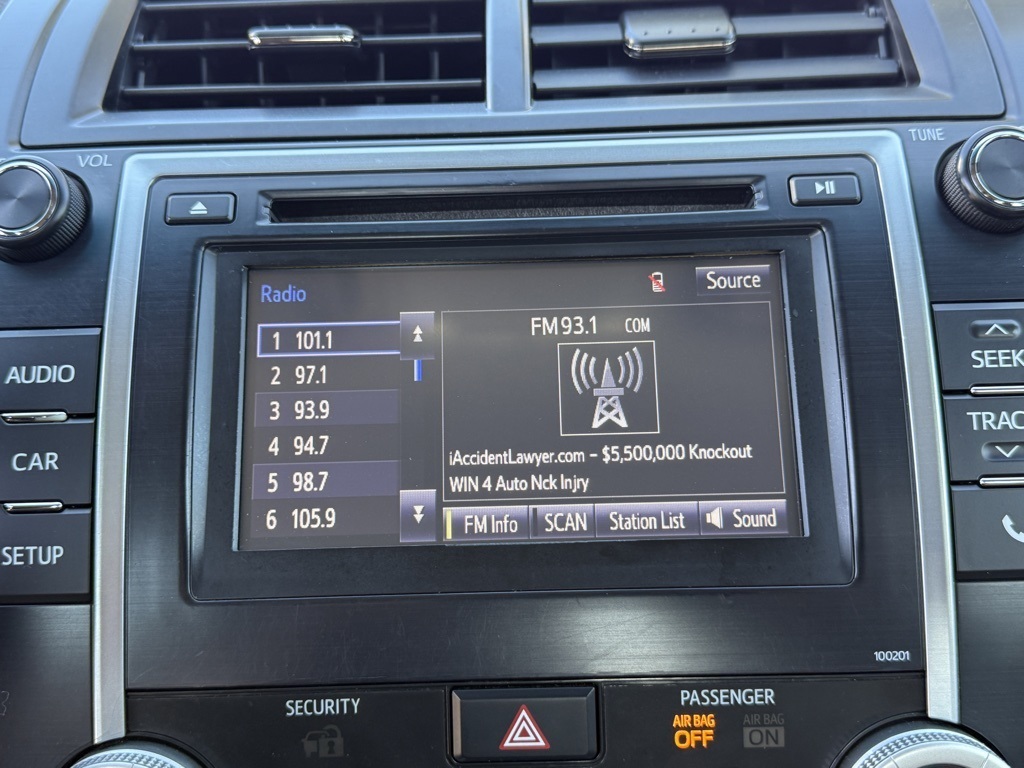 VOL
TUNE
Radio
Source
1 101.1
2 97.1
3 93.9
4 94.7
5 98.7
6 105.9
FM 93.1 COM
iAccidentLawyer.com - $5,500,000 Knockout
WIN 4 Auto Nck Injry
FM Info
SCAN
Station List
Sound
AUDIO
CAR
SETUP
SEEK
TRAC
100201
SECURITY
PASSENGER
AIR BAG
OFF
AIR BAG
ON